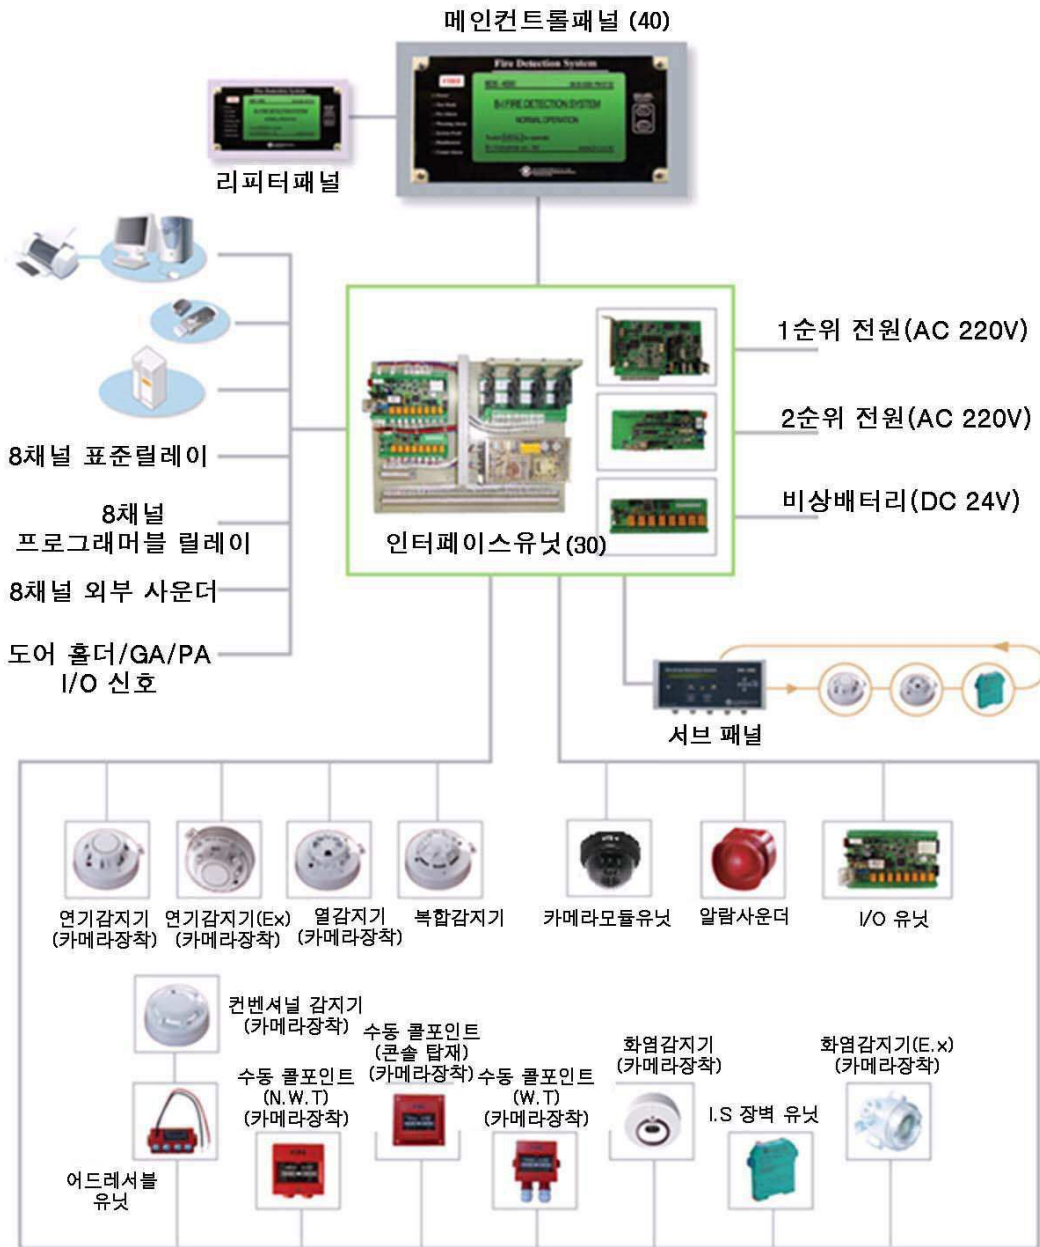 메인컨트롤패널 (40)
Fire Detection System
FIRE DETECTION SYSTEM
NORMAL OPERATION
리피터패널
1순위 전원(AC 220V)
2순위 전원(AC 220V)
비상배터리(DC 24V)
인터페이스유닛(30)
8채널 표준릴레이
8채널
프로그래머블 릴레이
8채널 외부 사운더
도어 홀더/GA/PA
I/O 신호
서브 패널
연기감지기
(카메라장착)
연기감지기(Ex)
(카메라장착)
열감지기
(카메라장착)
복합감지기
카메라모듈유닛
알람사운더
I/O 유닛
컨벤셔널 감지기
(카메라장착)
어드레서블
유닛
수동 콜포인트
(N.W.T)
(카메라장착)
수동 콜포인트
(콘솔 탑재)
(카메라장착)
수동 콜포인트
(W.T)
(카메라장착)
화염감지기
(카메라장착)
I.S 장벽 유닛
화염감지기(E.x)
(카메라장착)